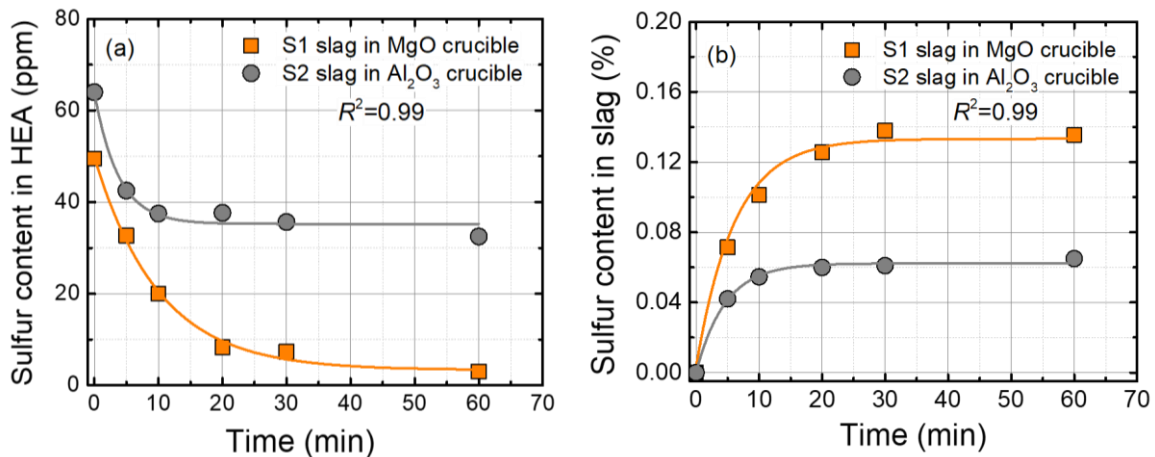 (a)
S1 slag in MgO crucible
S2 slag in Al₂O₃ crucible
R²=0.99
Sulfur content in HEA (ppm)
80
60
40
20
0
0 10 20 30 40 50 60 70
Time (min)
(b)
S1 slag in MgO crucible
S2 slag in Al₂O₃ crucible
R²=0.99
Sulfur content in slag (%)
0.20
0.16
0.12
0.08
0.04
0.00
0 10 20 30 40 50 60 70
Time (min)